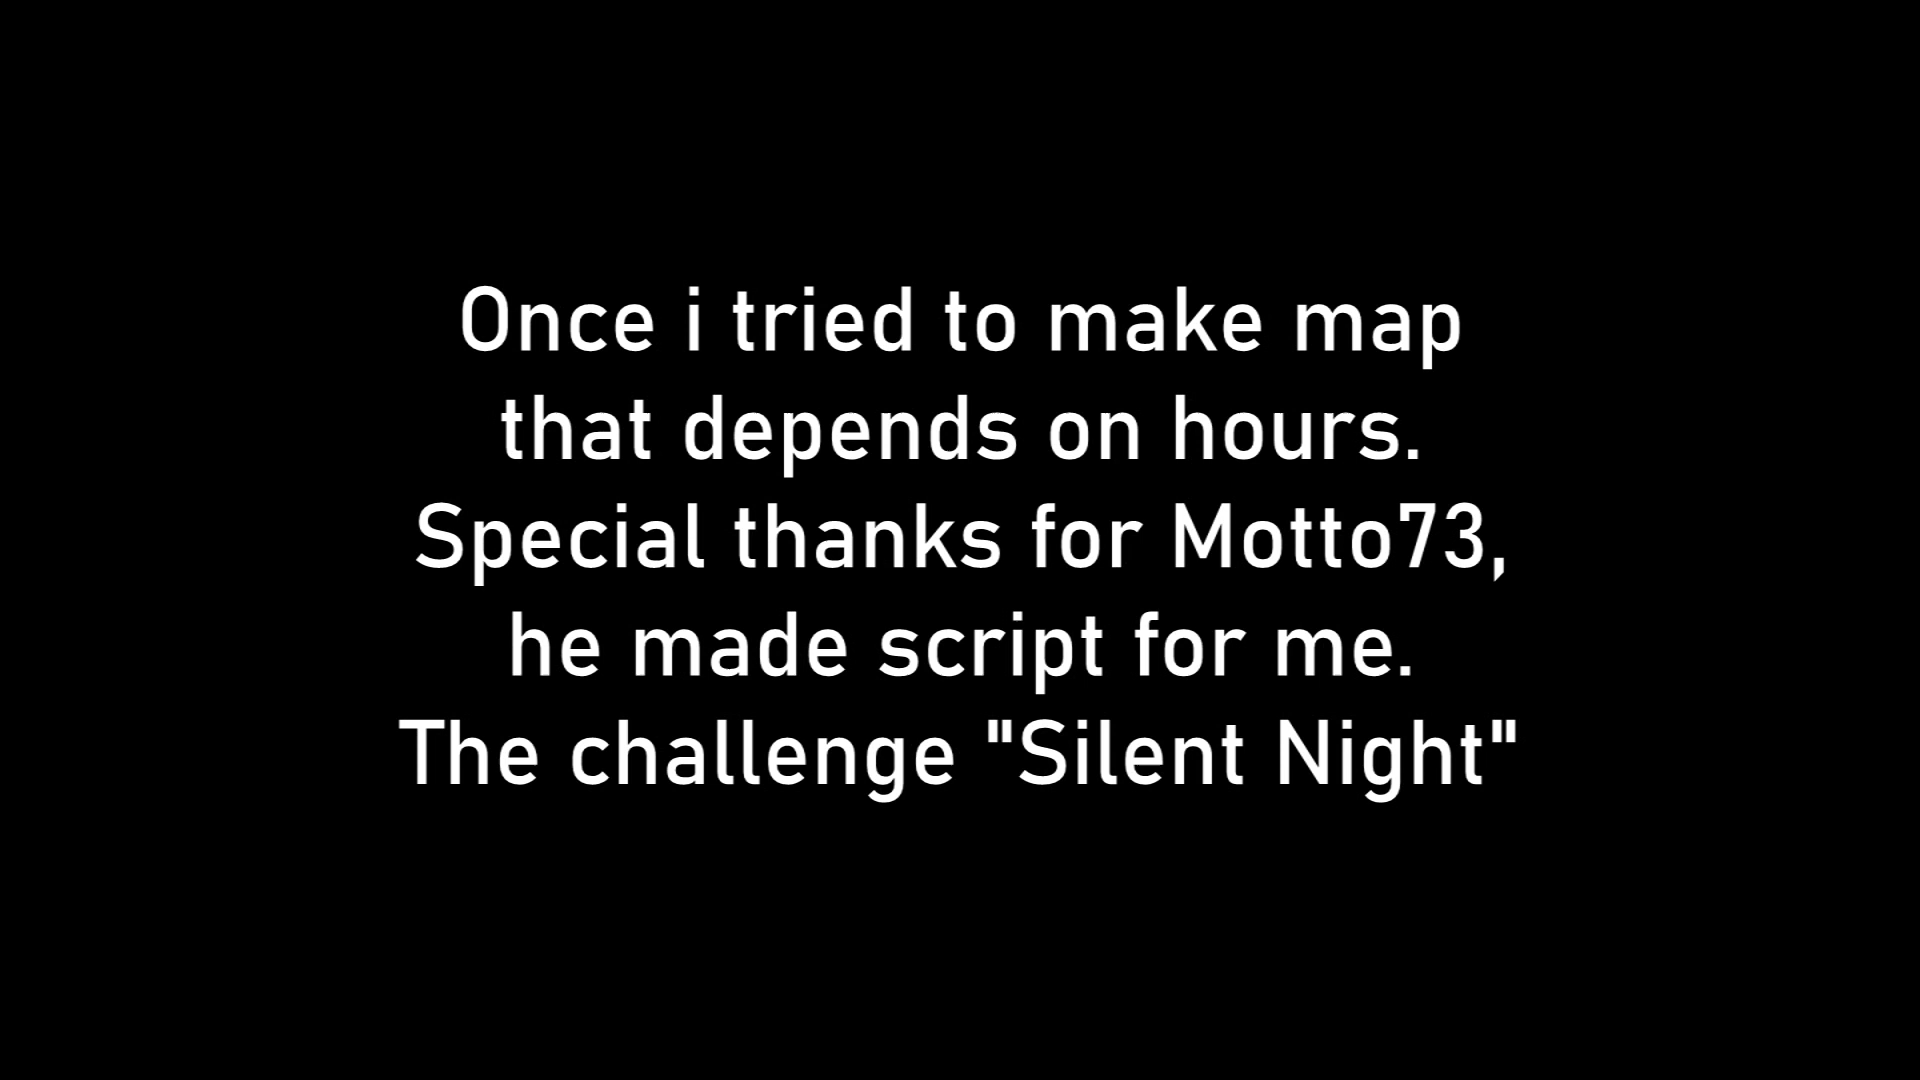 Once i tried to make map
that depends on hours.
Special thanks for Motto73,
he made script for me.
The challenge "Silent Night"